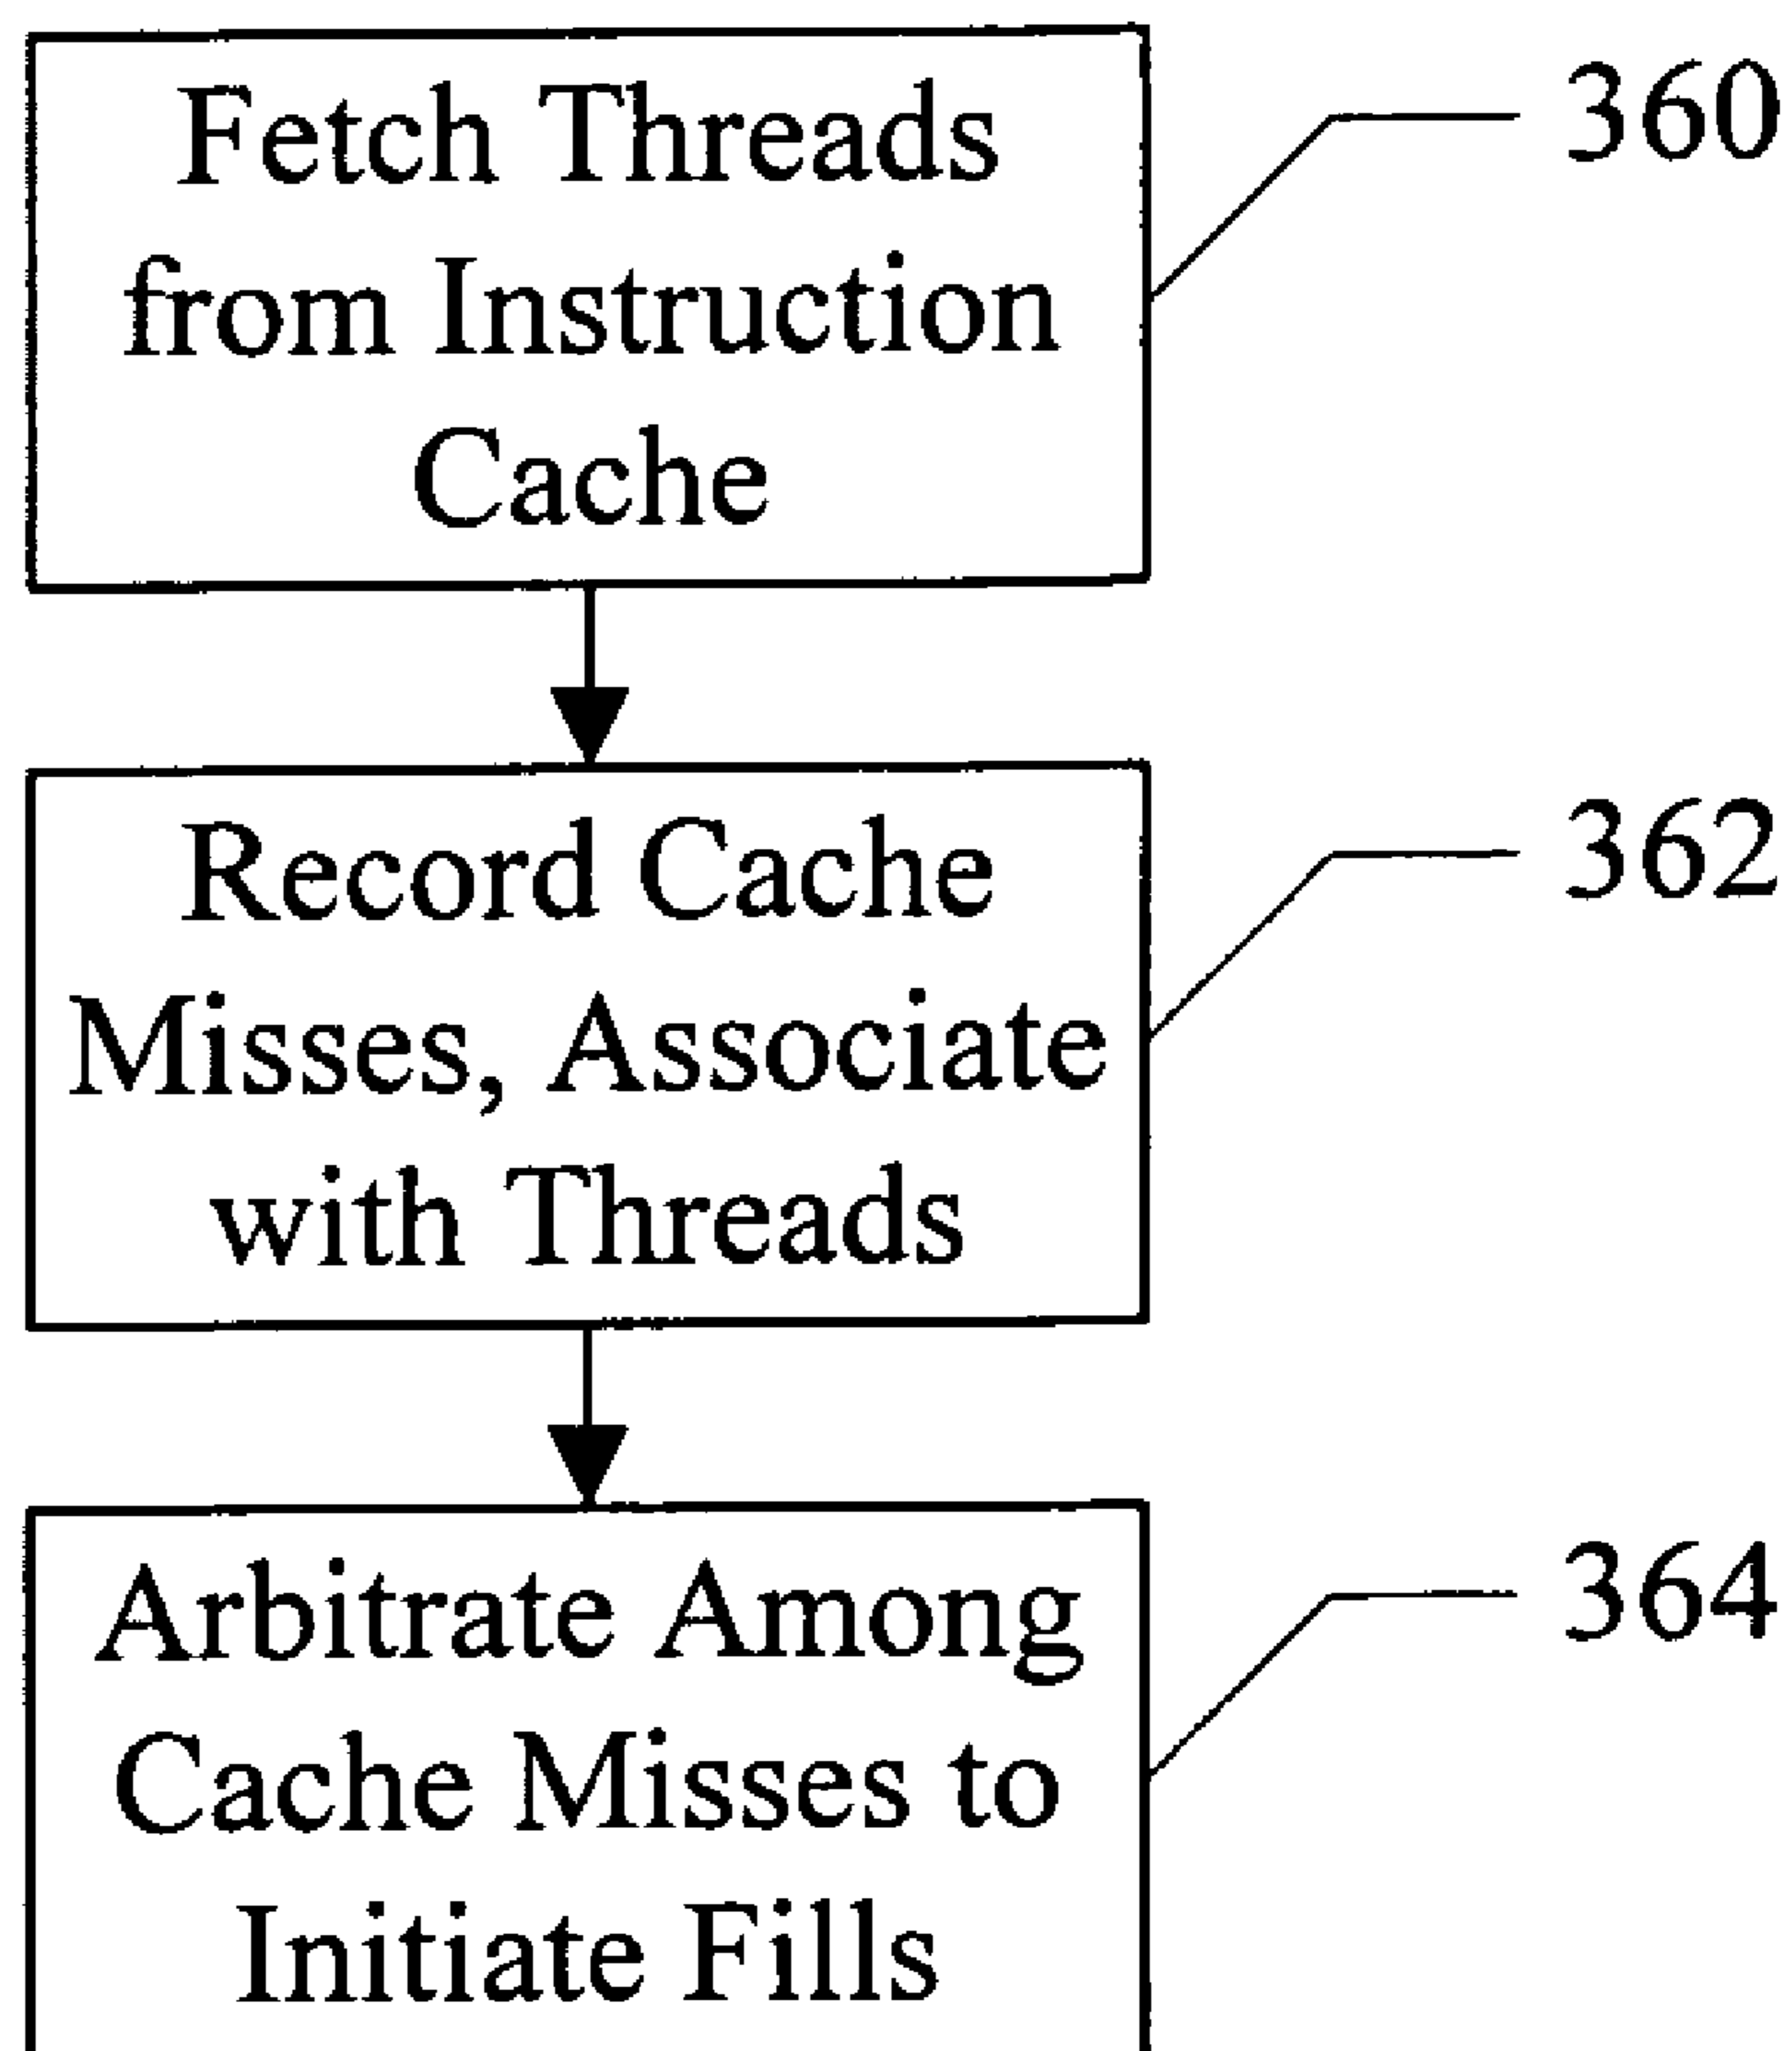 Fetch Threads
from Instruction
Cache
360
Record Cache
Misses, Associate
with Threads
362
Arbitrate Among
Cache Misses to
Initiate Fills
364